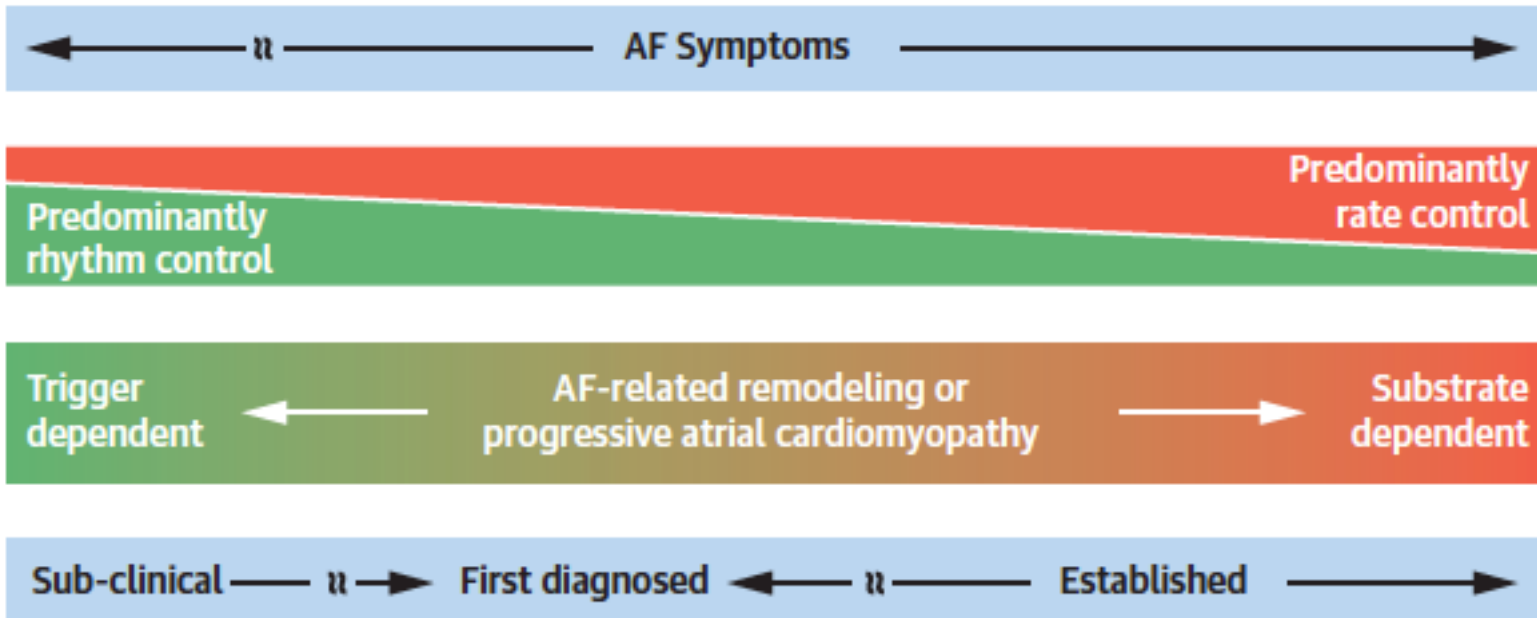 AF Symptoms
Predominantly
rate control
Predominantly
rhythm control
Trigger
dependent
AF-related remodeling or
progressive atrial cardiomyopathy
Substrate
dependent
Sub-clinical First diagnosed Established